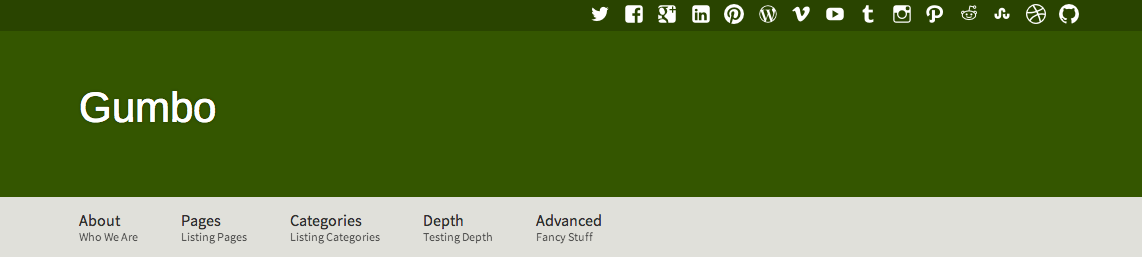 Gumbo
About Pages Categories Depth Advanced
Who We Are Listing Pages Listing Categories Testing Depth Fancy Stuff